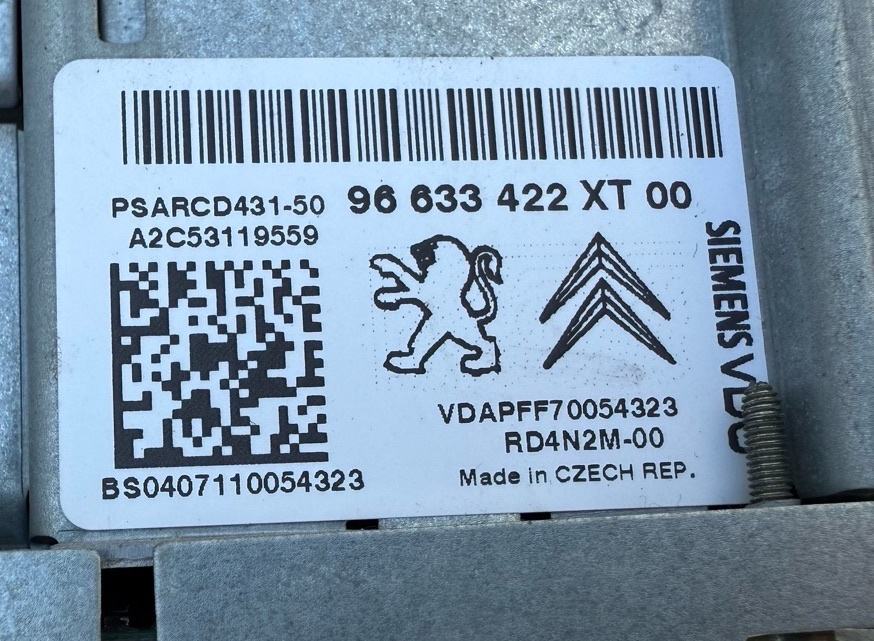 PSARCD431-50 96 633 422 XT 00
A2C53119559
SIEMENS VDO
VDAPFF70054323
RD4N2M-00
BS0407110054323
Made in CZECH REP.